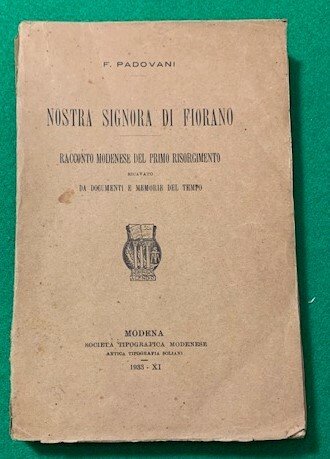 F. PADOVANI
NOSTRA SIGNORA DI FIORANO
RACCONTO MODENESE DEL PRIMO RISORGIMENTO
RICAVATO
DA DOCUMENTI E MEMORIE DEL TEMPO
MODENA
SOCIETÀ TIPOGRAFICA MODENESE
ANTICA TIPOGRAFIA SOLIANI
1933 - XI